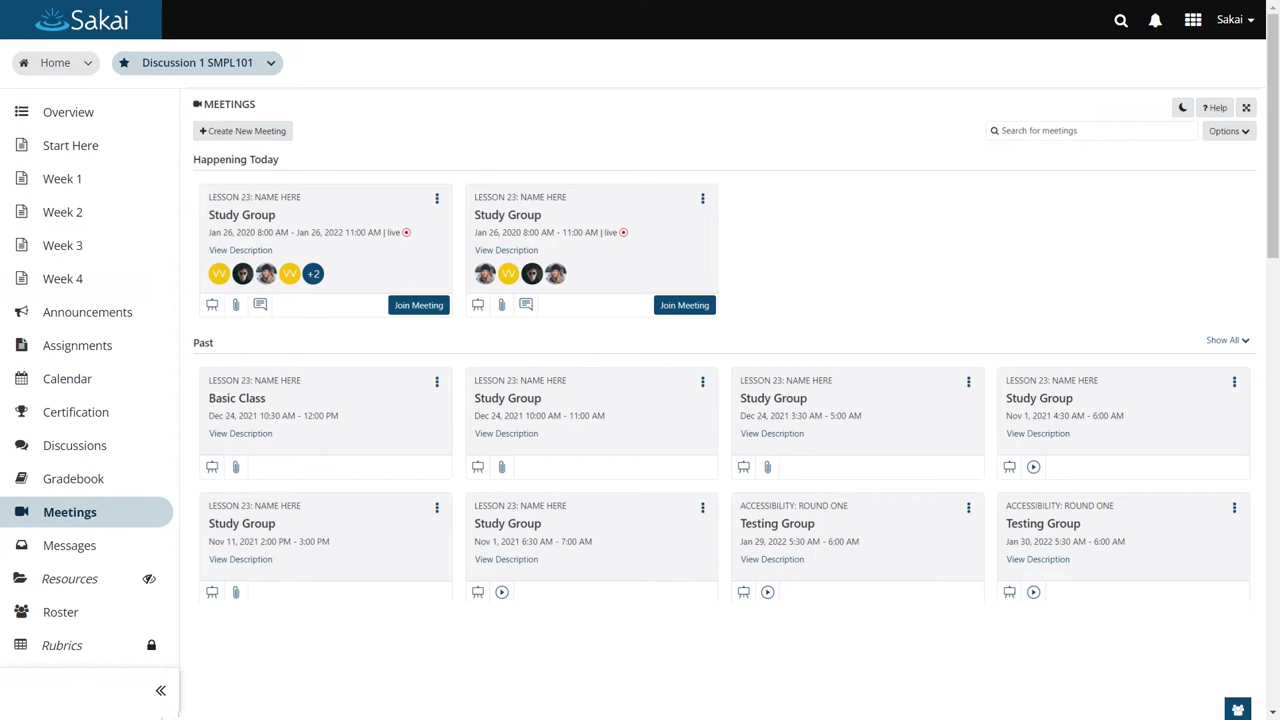 Sakai
Sakai
Home
Discussion 1 SMPL101
Overview
Start Here
Week 1
Week 2
Week 3
Week 4
Announcements
Assignments
Calendar
Certification
Discussions
Gradebook
Meetings
Messages
Resources
Roster
Rubrics
MEETINGS
? Help
+ Create New Meeting
Search for meetings
Options
Happening Today
LESSON 23: NAME HERE
Study Group
Jan 26, 2020 8:00 AM - Jan 26, 2022 11:00 AM | live
View Description
+2
Join Meeting
LESSON 23: NAME HERE
Study Group
Jan 26, 2020 8:00 AM - 11:00 AM | live
View Description
Join Meeting
Past
Show All
LESSON 23: NAME HERE
Basic Class
Dec 24, 2021 10:30 AM - 12:00 PM
View Description
LESSON 23: NAME HERE
Study Group
Dec 24, 2021 10:00 AM - 11:00 AM
View Description
LESSON 23: NAME HERE
Study Group
Dec 24, 2021 3:30 AM - 5:00 AM
View Description
LESSON 23: NAME HERE
Study Group
Nov 1, 2021 4:30 AM - 6:00 AM
View Description
LESSON 23: NAME HERE
Study Group
Nov 11, 2021 2:00 PM - 3:00 PM
View Description
LESSON 23: NAME HERE
Study Group
Nov 1, 2021 6:30 AM - 7:00 AM
View Description
ACCESSIBILITY: ROUND ONE
Testing Group
Jan 29, 2022 5:30 AM - 6:00 AM
View Description
ACCESSIBILITY: ROUND ONE
Testing Group
Jan 30, 2022 5:30 AM - 6:00 AM
View Description